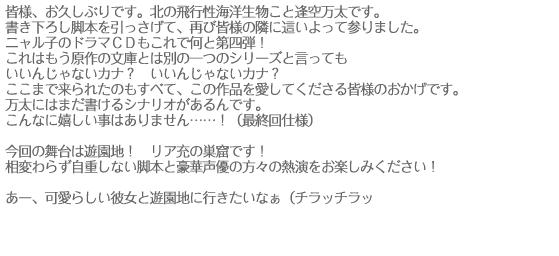 皆様、お久しぶりです。北の飛行性海洋生物こと逢空万太です。
書き下ろし脚本を引っさげて、再び皆様の隣に這いよって参りました。
ニャル子のドラマＣＤもこれで何と第四弾！
これはもう原作の文庫とは別の一つのシリーズと言っても
いいんじゃないカナ？　いいんじゃないカナ？
ここまで来られたのもすべて、この作品を愛してくださる皆様のおかげです。
万太にはまだ書けるシナリオがあるんです。
こんなに嬉しい事はありません……！（最終回仕様）
今回の舞台は遊園地！　リア充の巣窟です！
相変わらず自重しない脚本と豪華声優の方々の熱演をお楽しみください！
あー、可愛らしい彼女と遊園地に行きたいなぁ（チラッチラッ